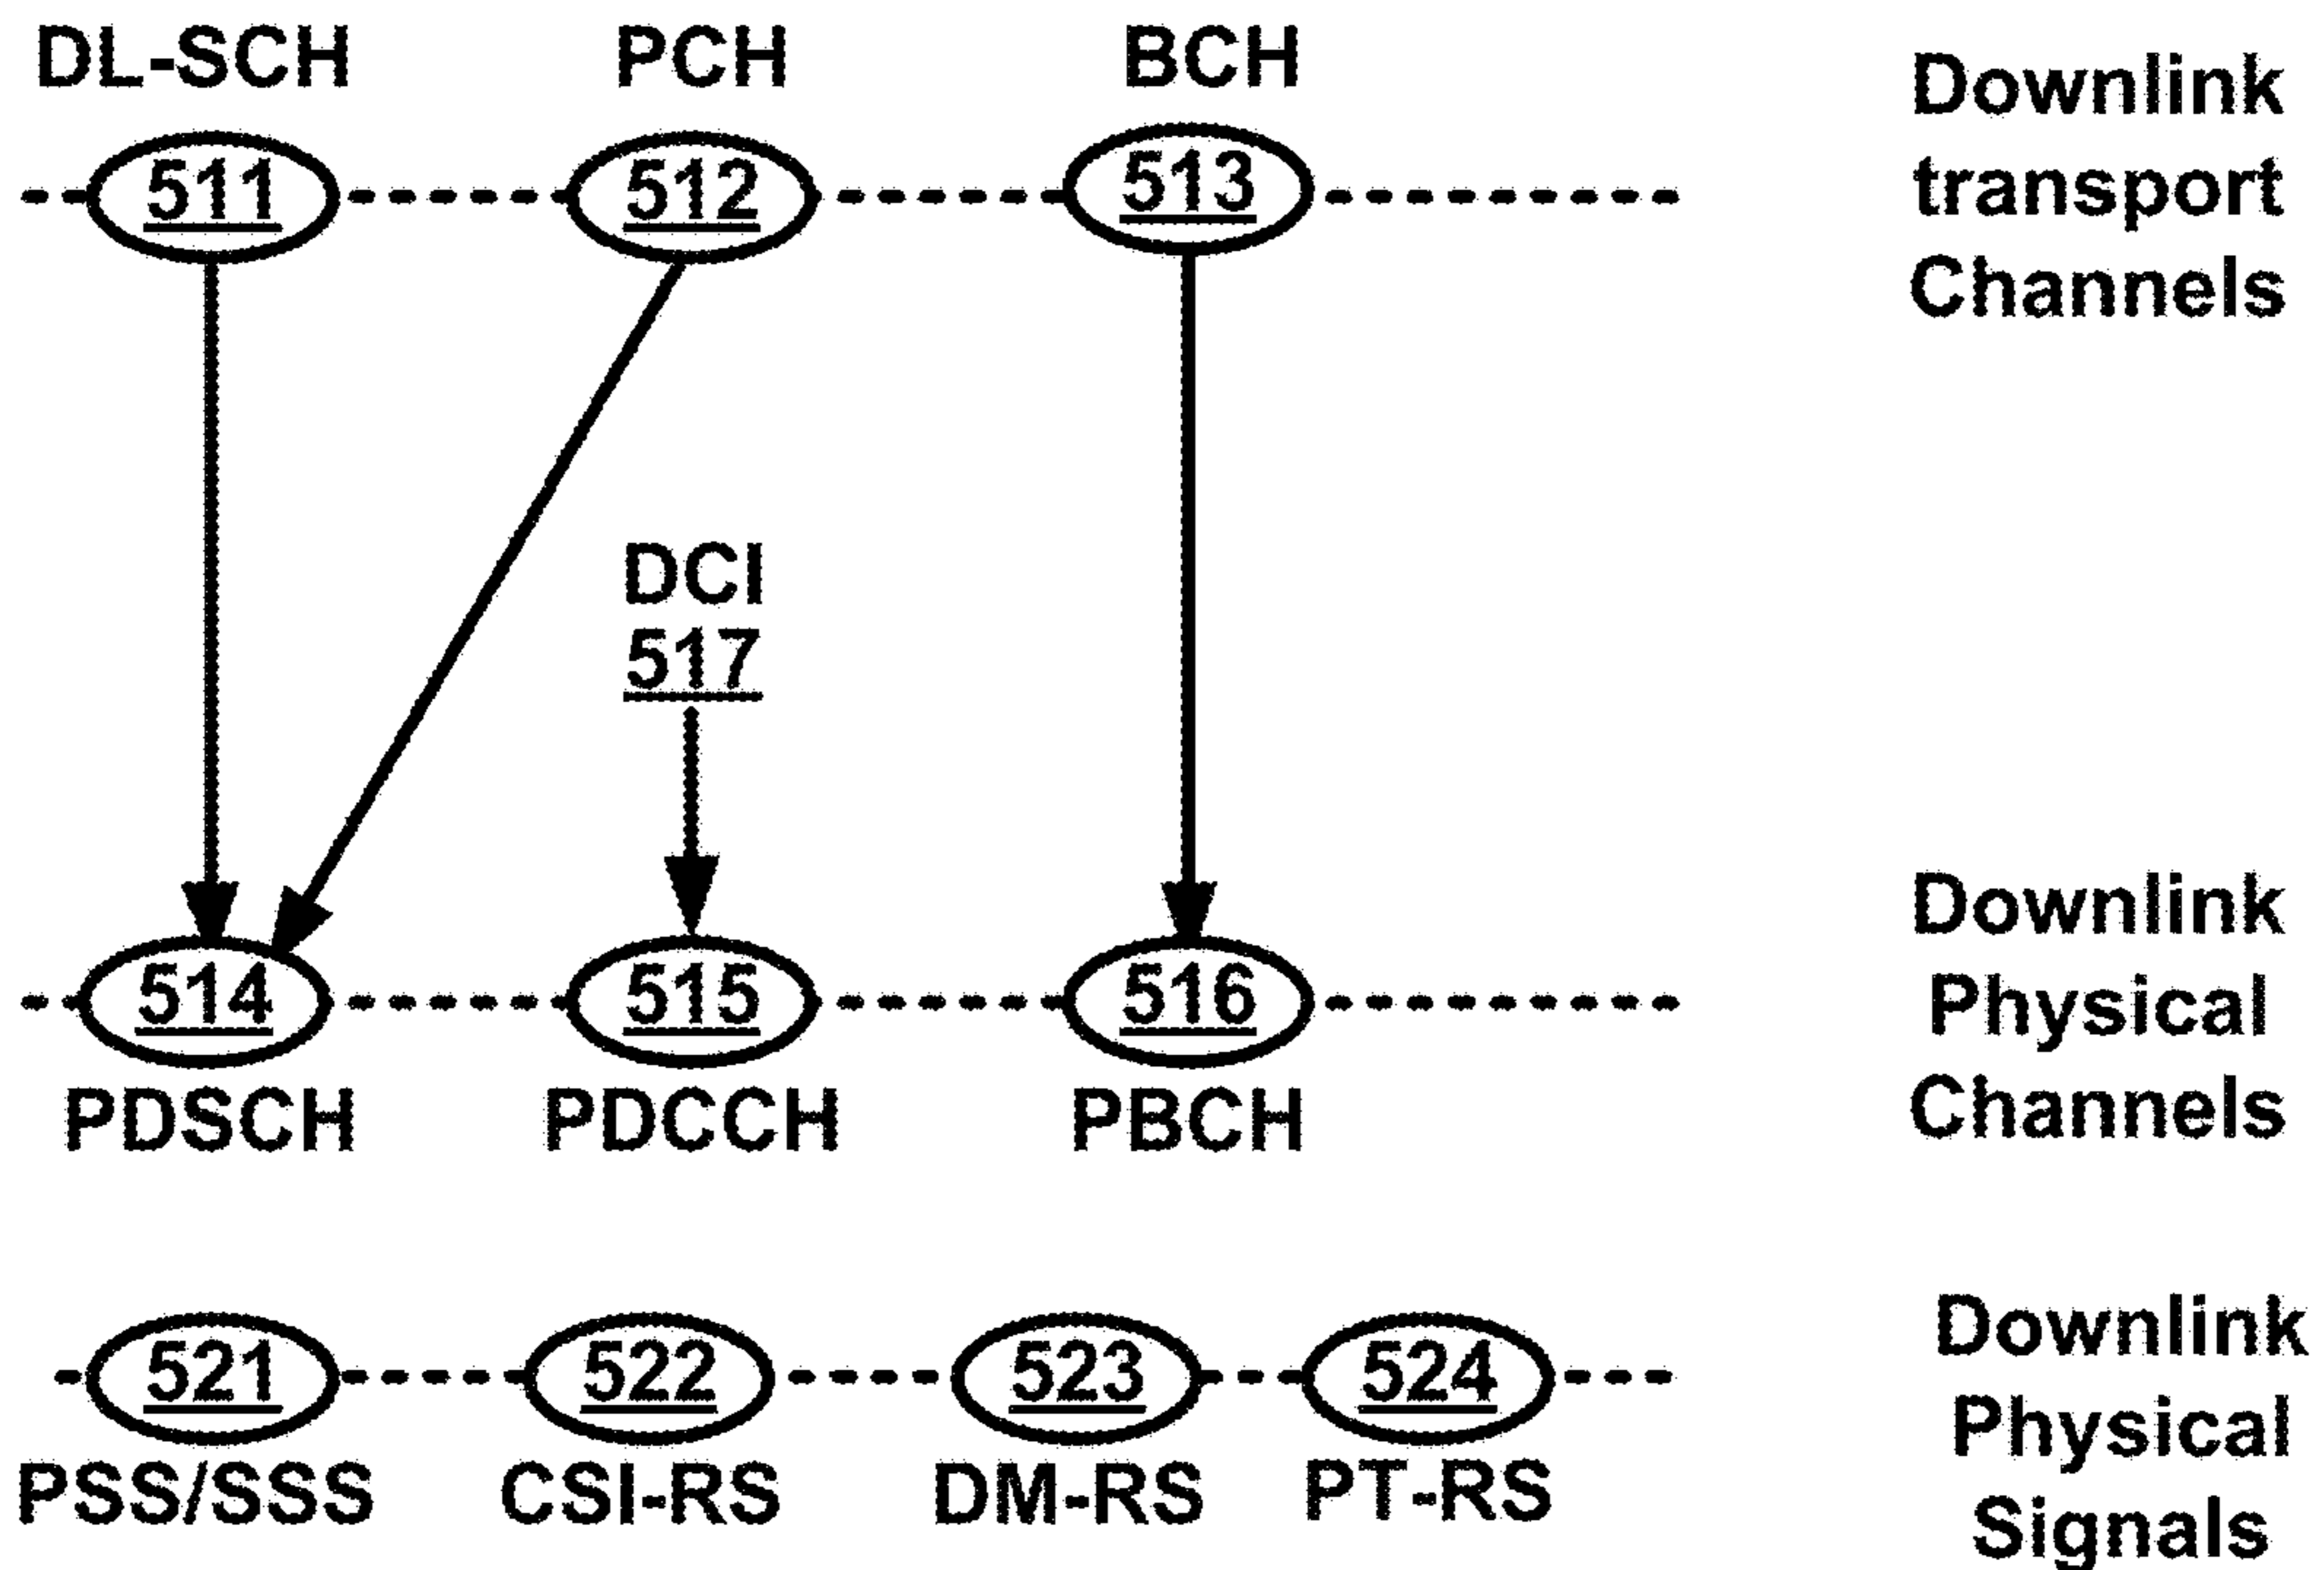 DL-SCH
PCH
BCH
511
512
513
Downlink
transport
Channels
DCI
517
514
515
516
PDSCH
PDCCH
PBCH
Downlink
Physical
Channels
521
522
523
524
PSS/SSS
CSI-RS
DM-RS
PT-RS
Downlink
Physical
Signals